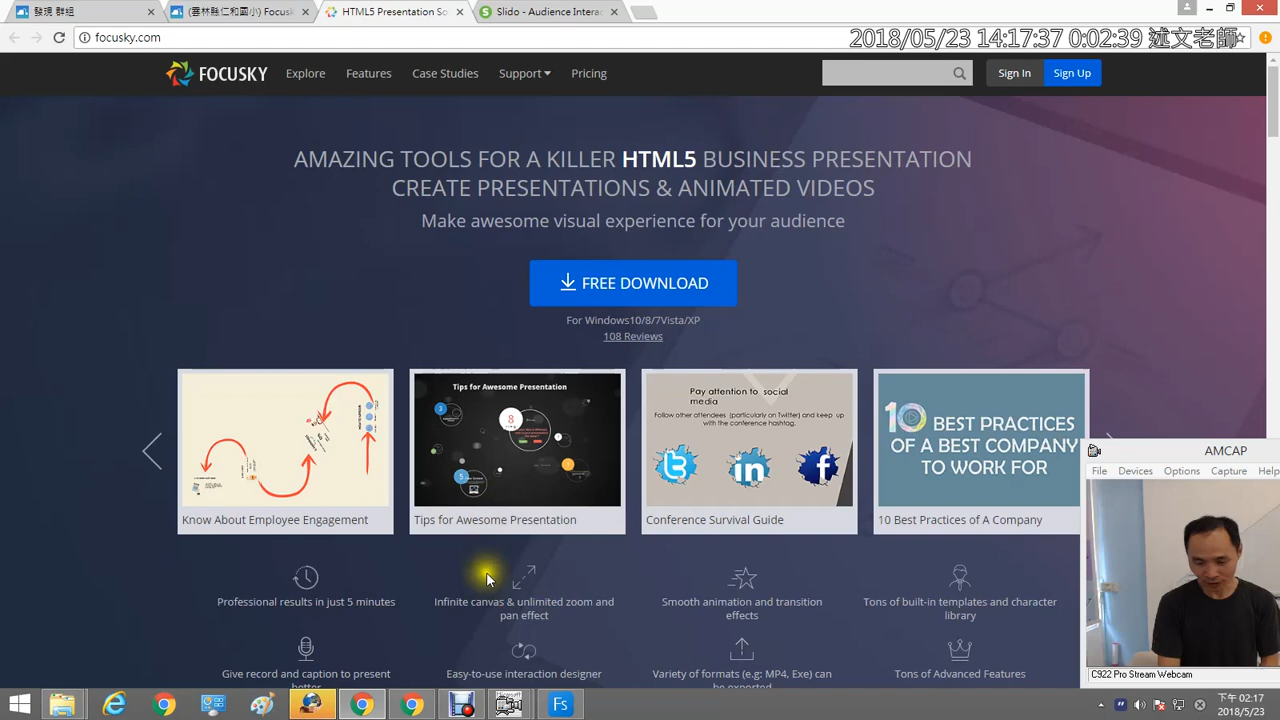 發現 群組
(雲林縣仁和國小) Focusk
HTML5 Presentation So
Slido - Audience Interac
focusky.com
2018/05/23 14:17:37 0:02:39 述文老師
FOCUSKY
Explore
Features
Case Studies
Support
Pricing
Sign In
Sign Up
AMAZING TOOLS FOR A KILLER HTML5 BUSINESS PRESENTATION
CREATE PRESENTATIONS & ANIMATED VIDEOS
Make awesome visual experience for your audience
FREE DOWNLOAD
For Windows10/8/7Vista/XP
108 Reviews
Tips for Awesome Presentation
3
8
5
Pay attention to social
media
Follow other attendees (particularly on Twitter) and keep up
with the conference hashtag.
10 BEST PRACTICES
OF A BEST COMPANY
TO WORK FOR
Know About Employee Engagement
Tips for Awesome Presentation
Conference Survival Guide
10 Best Practices of A Company
AMCAP
File
Devices
Options
Capture
Help
C922 Pro Stream Webcam
Professional results in just 5 minutes
Infinite canvas & unlimited zoom and
pan effect
Smooth animation and transition
effects
Tons of built-in templates and character
library
Give record and caption to present
better
Easy-to-use interaction designer
Variety of formats (e.g: MP4, Exe) can
be exported
Tons of Advanced Features
Fs
下午 02:17
2018/5/23